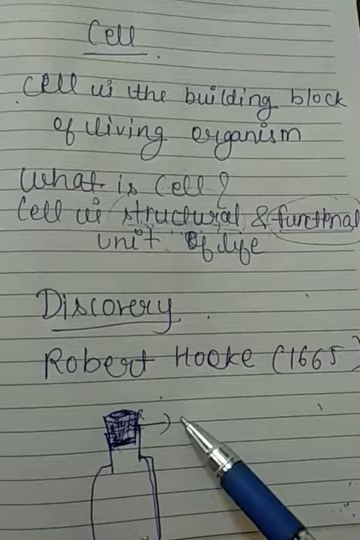 Cell
Cell is the building block
of living organism
What is cell?
Cell is structural & functional
unit of life
Discovery
Robert Hooke (1665)